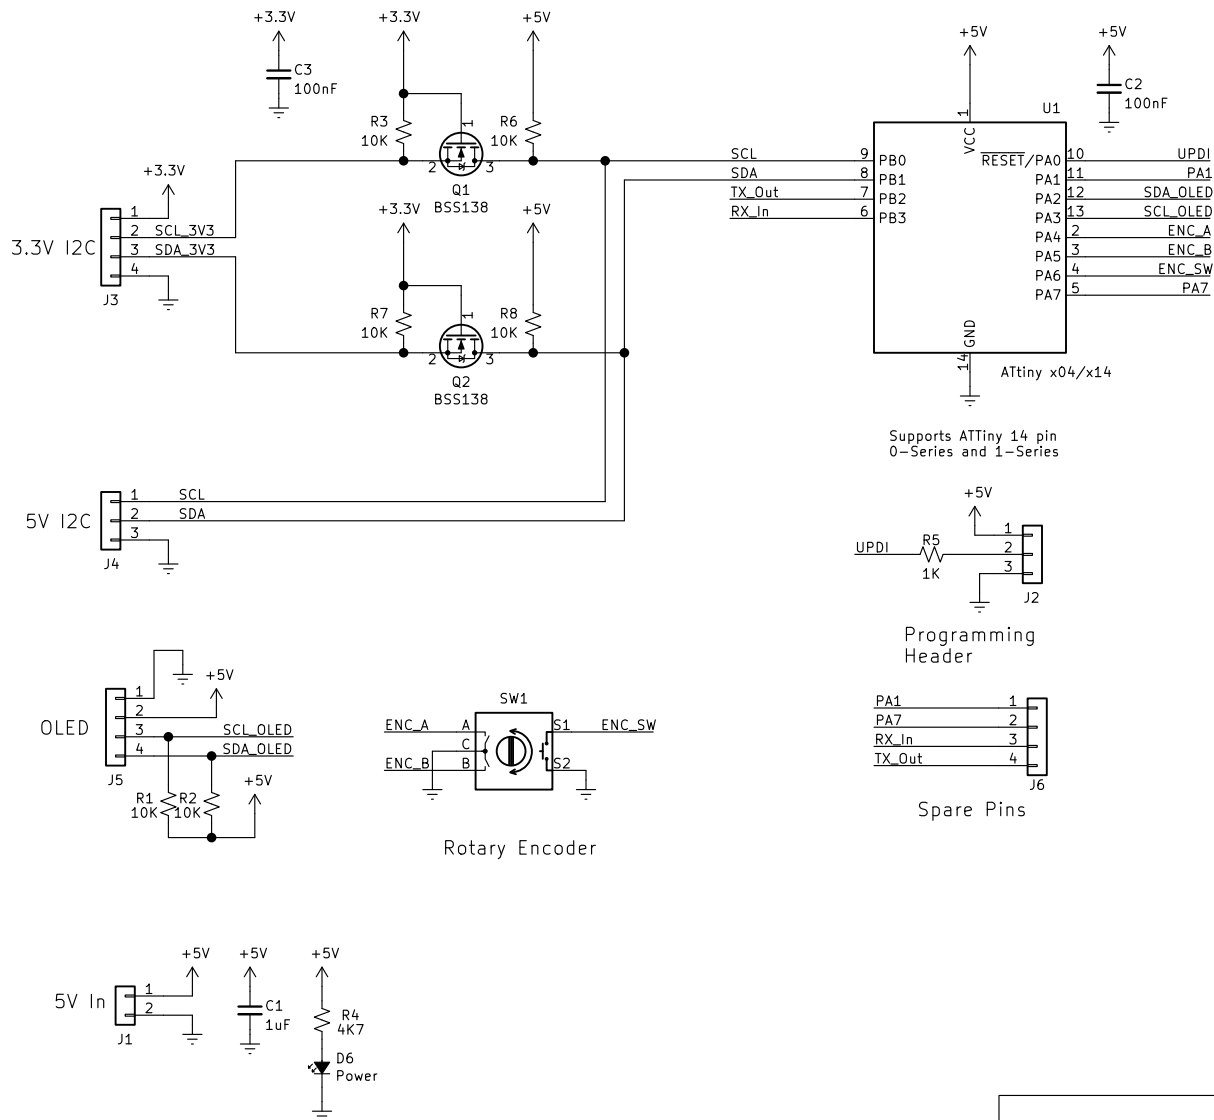 +3.3V
C3
100nF
+3.3V
R3
10K
1
2
3
Q1
BSS138
+5V
R6
10K
+3.3V
R7
10K
1
2
3
Q2
BSS138
+5V
R8
10K
3.3V I2C
+3.3V
1
2 SCL_3V3
3 SDA_3V3
4
J3
5V I2C
1 SCL
2 SDA
3
J4
+5V
+5V
C2
100nF
U1
1
VCC
SCL 9 PB0
SDA 8 PB1
TX_Out 7 PB2
RX_In 6 PB3
RESET/PA0 10 UPDI
PA1 11 PA1
PA2 12 SDA_OLED
PA3 13 SCL_OLED
PA4 2 ENC_A
PA5 3 ENC_B
PA6 4 ENC_SW
PA7 5 PA7
GND
14
ATtiny x04/x14
Supports ATTiny 14 pin
0-Series and 1-Series
+5V
UPDI
R5
1K
1
2
3
J2
Programming
Header
OLED
1
2
3 SCL_OLED
4 SDA_OLED
J5
+5V
+5V
R1
10K
R2
10K
SW1
ENC_A A
C
ENC_B B
S1 ENC_SW
S2
Rotary Encoder
PA1 1
PA7 2
RX_In 3
TX_Out 4
J6
Spare Pins
5V In
1
2
J1
+5V
+5V
C1
1uF
+5V
R4
4K7
D6
Power